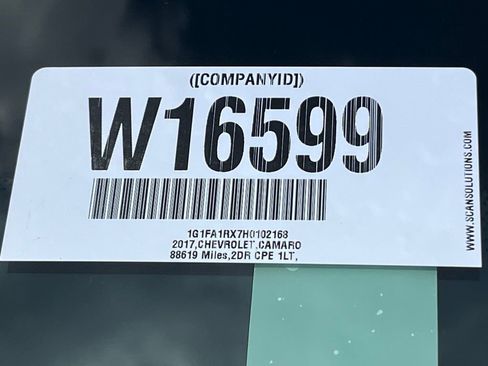 ([COMPANYID])
W16599
1G1FA1RX7H0102168
2017,CHEVROLET,CAMARO
88619 Miles,2DR CPE 1LT,
WWW.SCANSOLUTIONS.COM